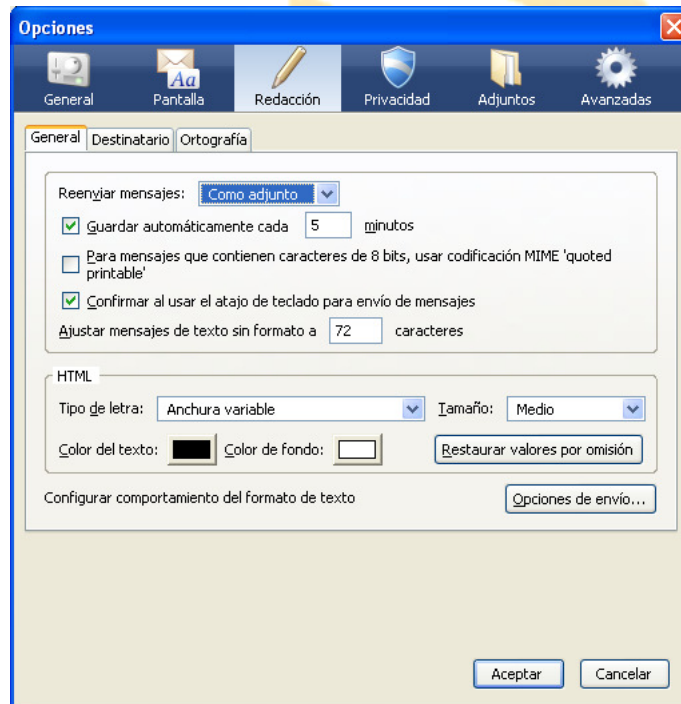 Opciones
General Pantalla Redacción Privacidad Adjuntos Avanzadas
General Destinatario Ortografía
Reenviar mensajes: Como adjunto
Guardar automáticamente cada 5 minutos
Para mensajes que contienen caracteres de 8 bits, usar codificación MIME 'quoted
printable'
Confirmar al usar el atajo de teclado para envío de mensajes
Ajustar mensajes de texto sin formato a 72 caracteres
HTML
Tipo de letra: Anchura variable Tamaño: Medio
Color del texto: Color de fondo: Restaurar valores por omisión
Configurar comportamiento del formato de texto Opciones de envío...
Aceptar Cancelar